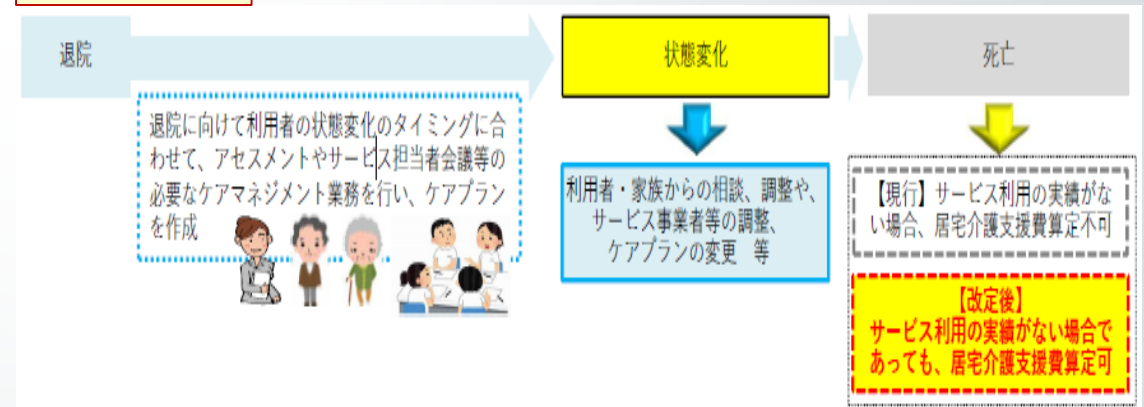 退院
状態変化
死亡
退院に向けて利用者の状態変化のタイミングに合
わせて、アセスメントやサービス担当者会議等の
必要なケアマネジメント業務を行い、ケアプラン
を作成
利用者・家族からの相談、調整や、
サービス事業者等の調整、
ケアプランの変更　等
【現行】サービス利用の実績がな
い場合、居宅介護支援費算定不可
【改定後】
サービス利用の実績がない場合で
あっても、居宅介護支援費算定可